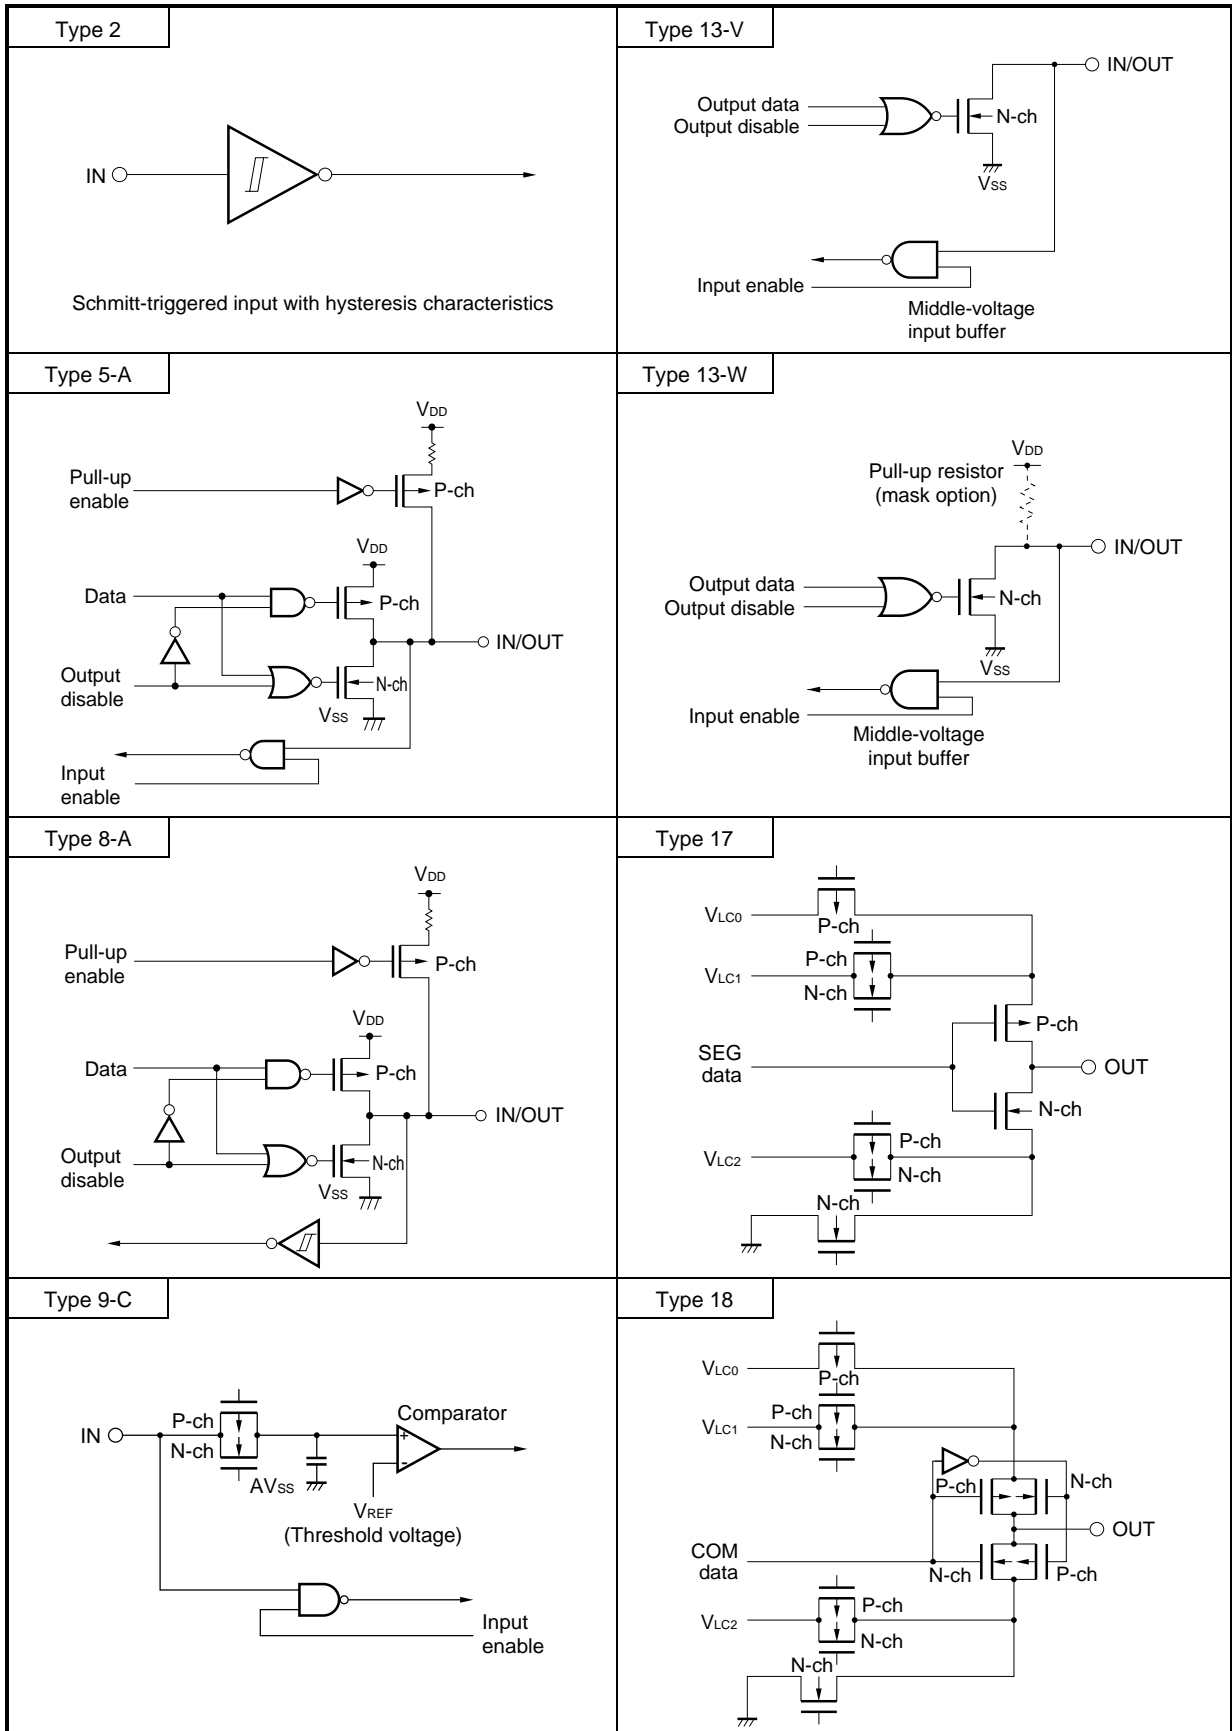 Type 2
IN
Schmitt-triggered input with hysteresis characteristics
Type 13-V
IN/OUT
Output data
Output disable
N-ch
VSS
Input enable
Middle-voltage
input buffer
Type 5-A
VDD
Pull-up
enable
P-ch
VDD
Data
P-ch
IN/OUT
Output
disable
N-ch
VSS
Input
enable
Type 13-W
VDD
Pull-up resistor
(mask option)
IN/OUT
Output data
Output disable
N-ch
VSS
Input enable
Middle-voltage
input buffer
Type 8-A
VDD
Pull-up
enable
P-ch
VDD
Data
P-ch
IN/OUT
Output
disable
N-ch
VSS
Type 17
VLC0
P-ch
P-ch
VLC1
N-ch
P-ch
SEG
data
OUT
N-ch
P-ch
VLC2
N-ch
N-ch
Type 9-C
P-ch
Comparator
IN
N-ch
+
-
AVSS
VREF
(Threshold voltage)
Input
enable
Type 18
VLC0
P-ch
P-ch
VLC1
N-ch
P-ch
N-ch
OUT
COM
data
N-ch
P-ch
P-ch
VLC2
N-ch
N-ch